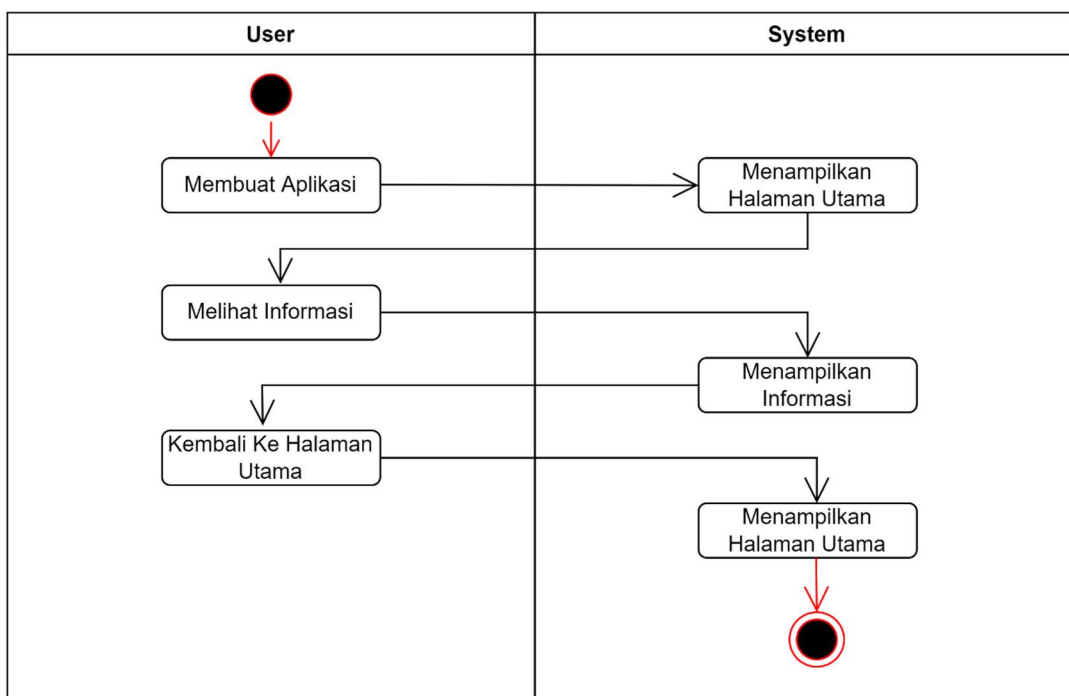 User
System
Membuat Aplikasi
Menampilkan
Halaman Utama
Melihat Informasi
Menampilkan
Informasi
Kembali Ke Halaman
Utama
Menampilkan
Halaman Utama